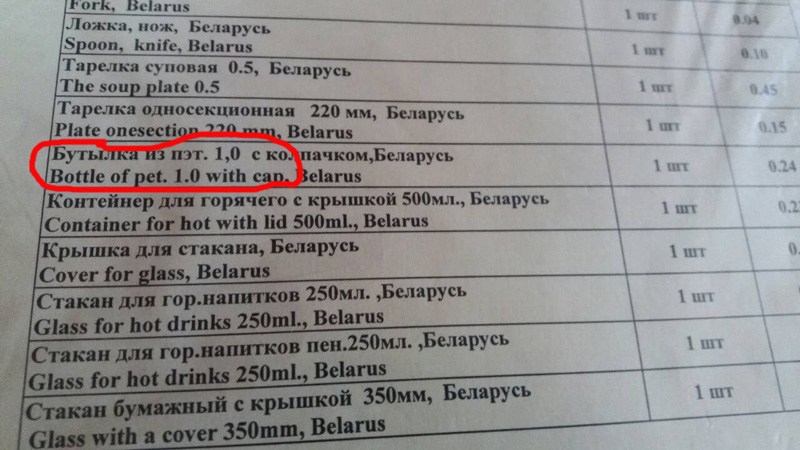 Fork, Belarus 1 шт 0.04
Ложка, нож, Беларусь
Spoon, knife, Belarus 1 шт 0.10
Тарелка суповая 0.5, Беларусь
The soup plate 0.5 1 шт 0.45
Тарелка односекционная 220 мм, Беларусь
Plate onesection 220 mm, Belarus 1 шт 0.15
Бутылка из пэт. 1,0 с колпачком,Беларусь
Bottle of pet. 1.0 with cap. Belarus 1 шт 0.24
Контейнер для горячего с крышкой 500мл., Беларусь
Container for hot with lid 500ml., Belarus 1 шт
Крышка для стакана, Беларусь
Cover for glass, Belarus 1 шт
Стакан для гор.напитков 250мл. ,Беларусь
Glass for hot drinks 250ml., Belarus 1 шт
Стакан для гор.напитков пен.250мл. ,Беларусь
Glass for hot drinks 250ml., Belarus 1 шт
Стакан бумажный с крышкой 350мм, Беларусь
Glass with a cover 350mm, Belarus 1 шт